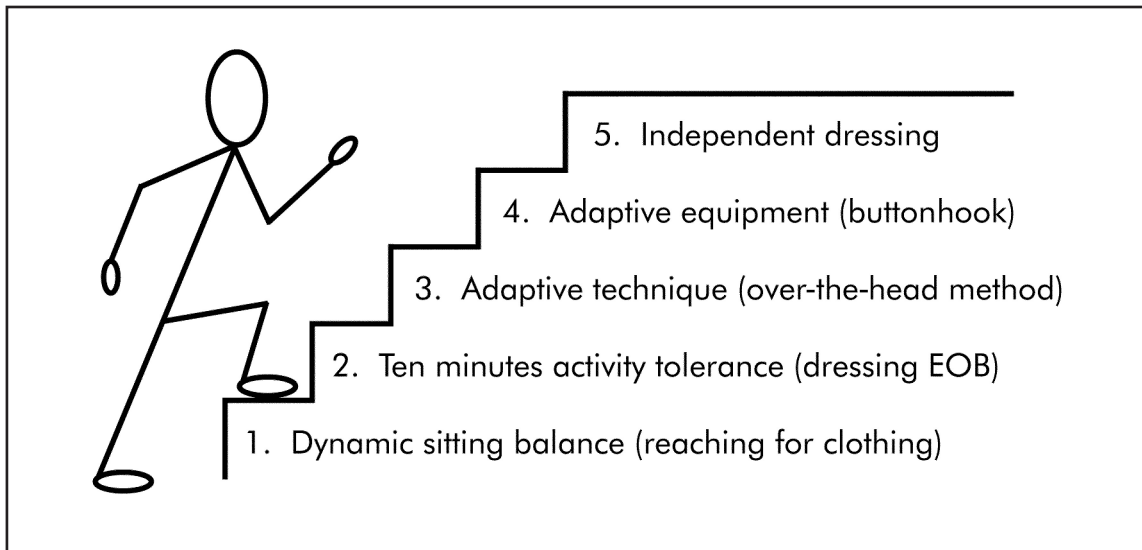 5. Independent dressing
4. Adaptive equipment (buttonhook)
3. Adaptive technique (over-the-head method)
2. Ten minutes activity tolerance (dressing EOB)
1. Dynamic sitting balance (reaching for clothing)